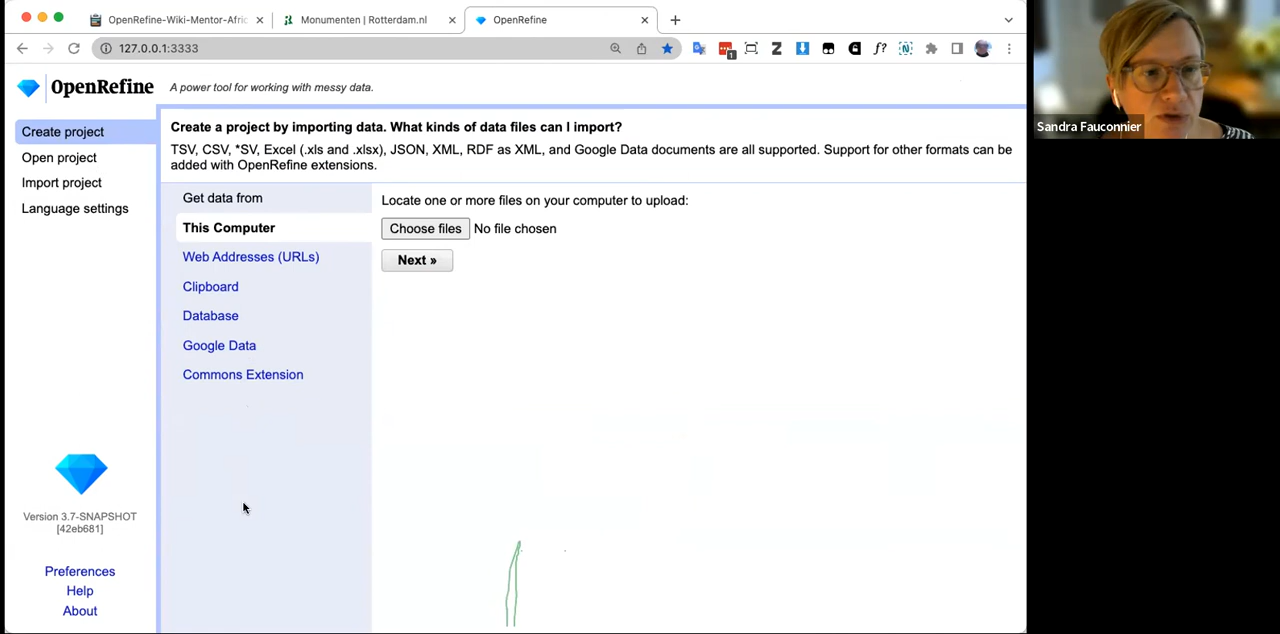 OpenRefine-Wiki-Mentor-Afric
Monumenten | Rotterdam.nl
OpenRefine
127.0.0.1:3333
OpenRefine
A power tool for working with messy data.
Create project
Open project
Import project
Language settings
Create a project by importing data. What kinds of data files can I import?
TSV, CSV, *SV, Excel (.xls and .xlsx), JSON, XML, RDF as XML, and Google Data documents are all supported. Support for other formats can be
added with OpenRefine extensions.
Get data from
This Computer
Web Addresses (URLs)
Clipboard
Database
Google Data
Commons Extension
Locate one or more files on your computer to upload:
Choose files No file chosen
Next »
Version 3.7-SNAPSHOT
[42eb681]
Preferences
Help
About
Sandra Fauconnier